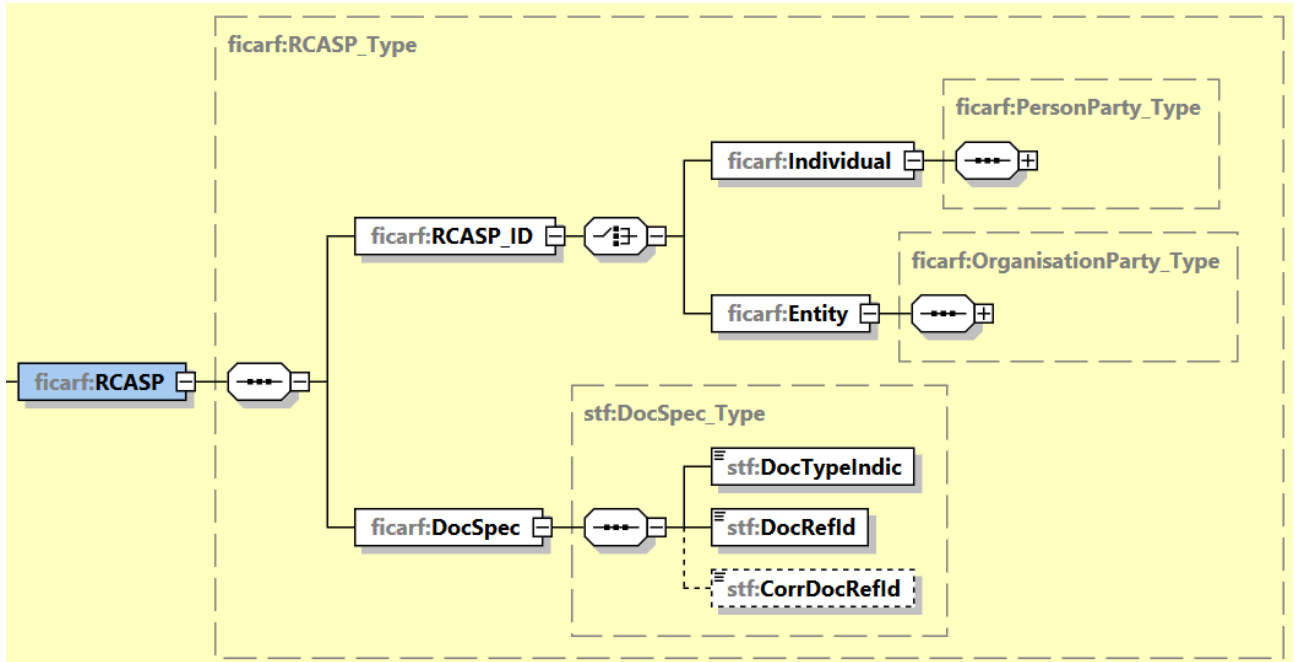 ficarf:RCASP_Type
ficarf:PersonParty_Type
ficarf:Individual
ficarf:RCASP_ID
ficarf:OrganisationParty_Type
ficarf:Entity
ficarf:RCASP
stf:DocSpec_Type
stf:DocTypeIndic
ficarf:DocSpec
stf:DocRefId
stf:CorrDocRefId